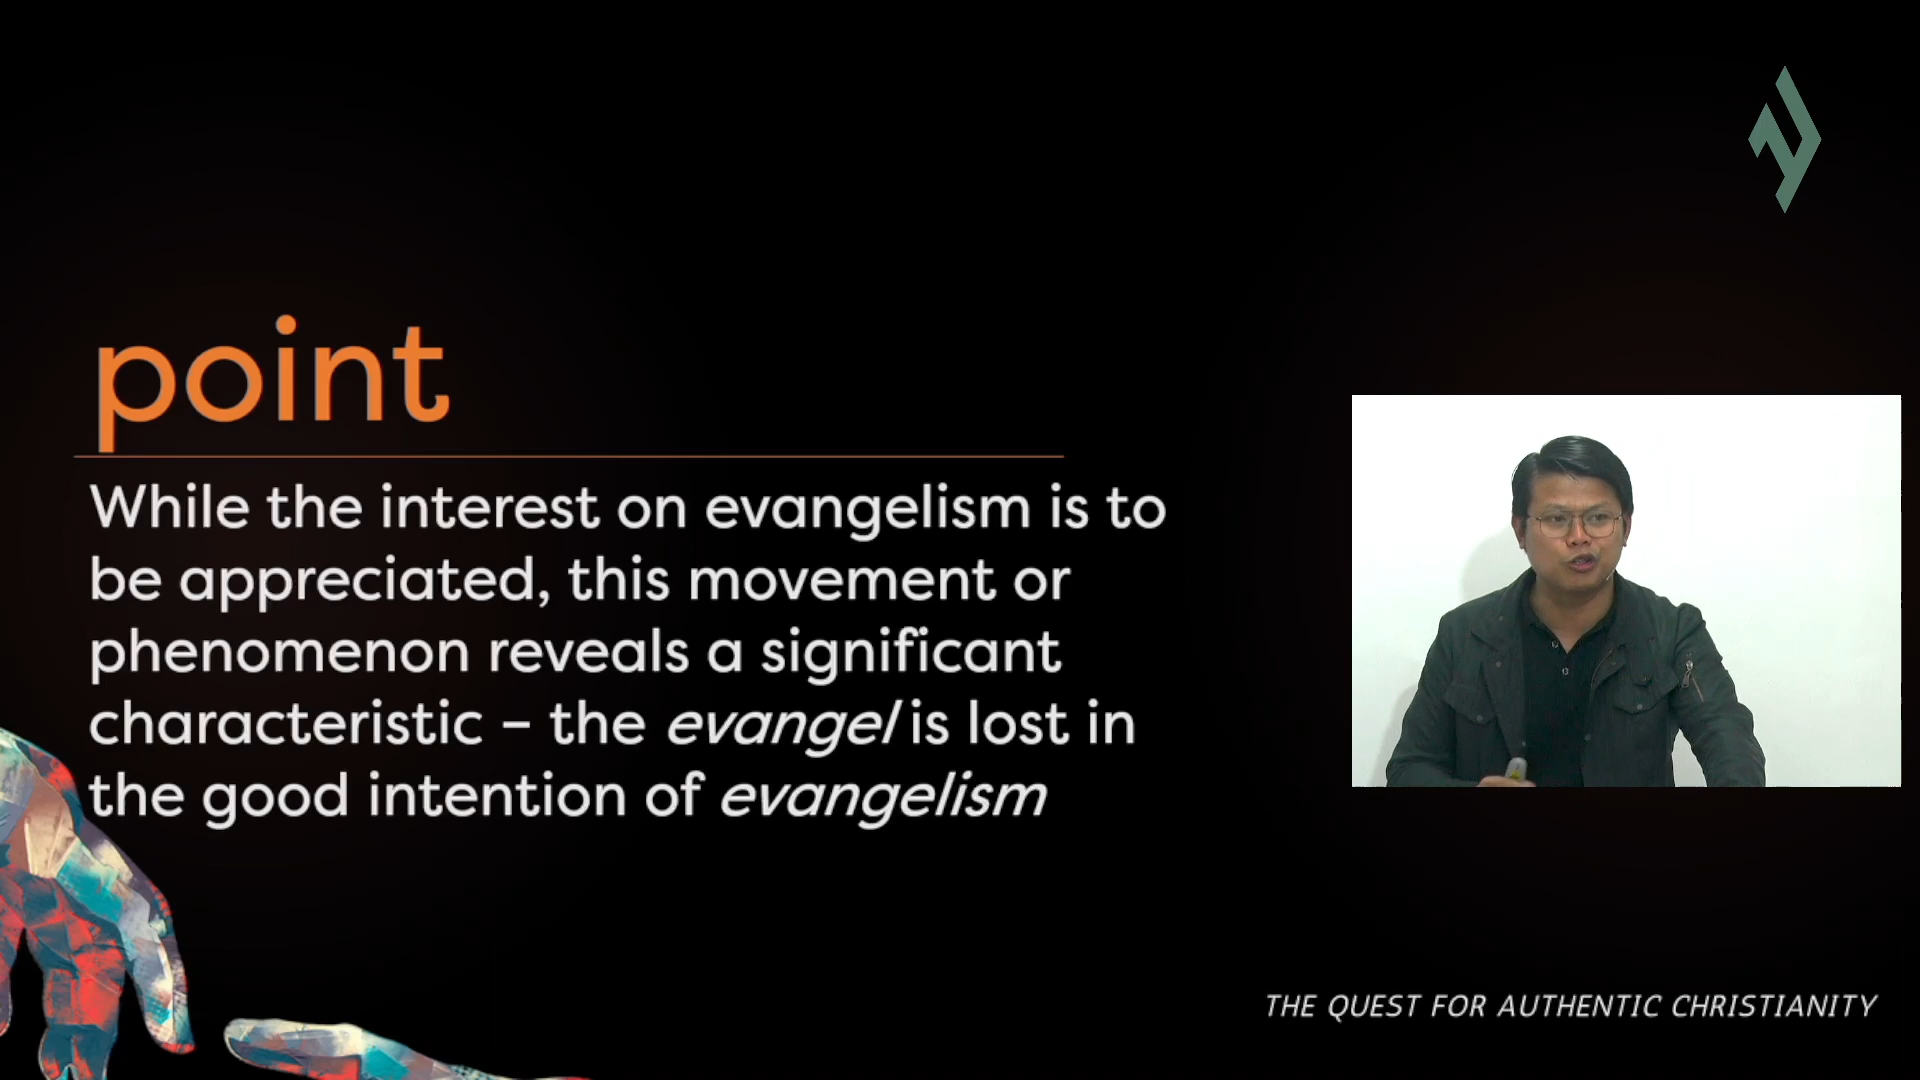 point
While the interest on evangelism is to
be appreciated, this movement or
phenomenon reveals a significant
characteristic – the evangel is lost in
the good intention of evangelism
THE QUEST FOR AUTHENTIC CHRISTIANITY